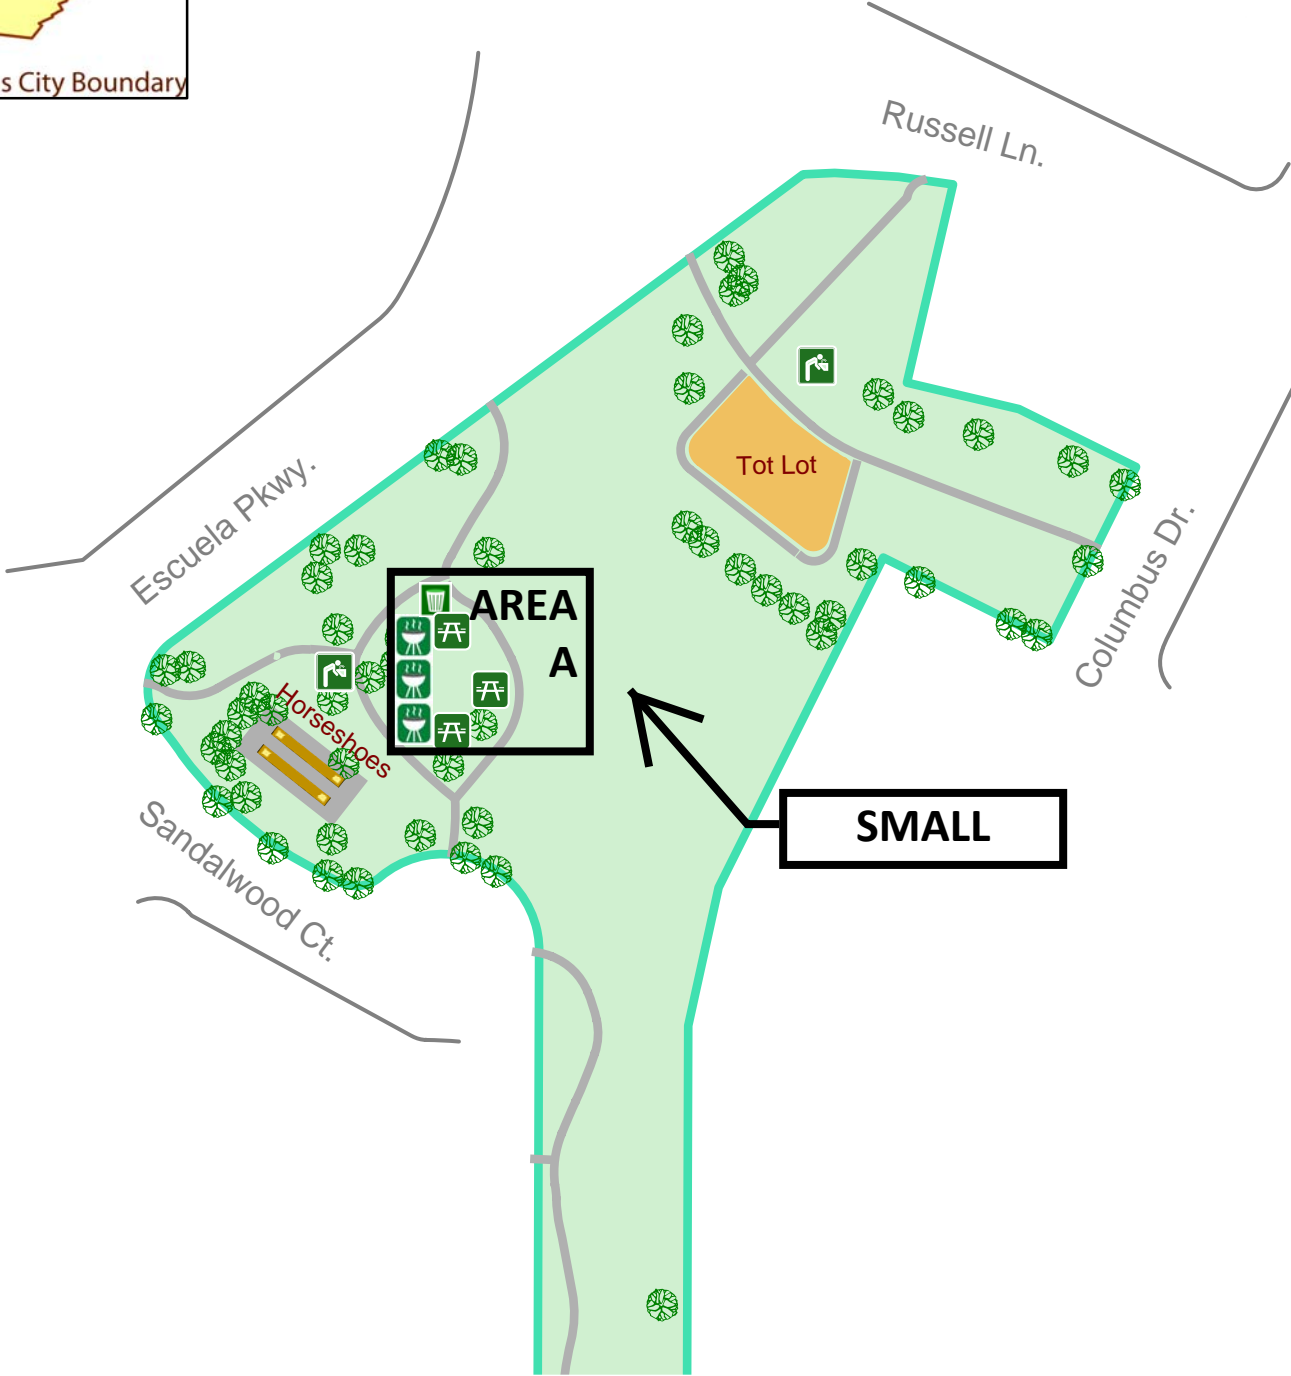 s City Boundary
Russell Ln.
Escuela Pkwy.
Tot Lot
Columbus Dr.
AREA
A
Horseshoes
SMALL
Sandalwood Ct.